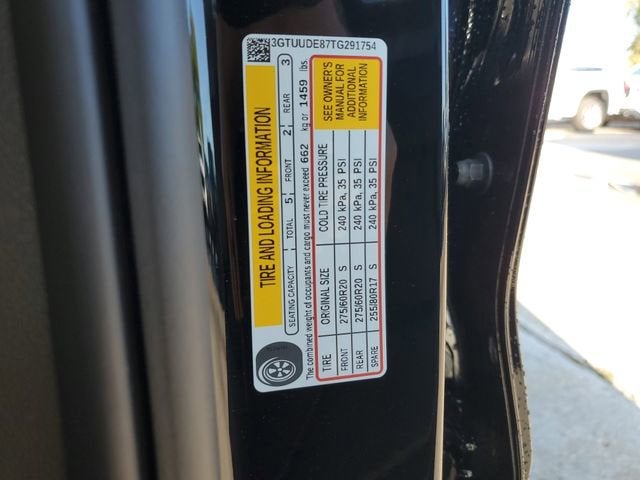 3GTUUDE87TG291754
TIRE AND LOADING INFORMATION
SEATING CAPACITY TOTAL 5 FRONT 2 REAR 3
The combined weight of occupants and cargo must never exceed 662 kg or 1459 lbs.
TIRE ORIGINAL SIZE COLD TIRE PRESSURE
FRONT 275/60R20 S 240 kPa, 35 PSI
REAR 275/60R20 S 240 kPa, 35 PSI
SPARE 255/80R17 S 240 kPa, 35 PSI
SEE OWNER'S
MANUAL FOR
ADDITIONAL
INFORMATION